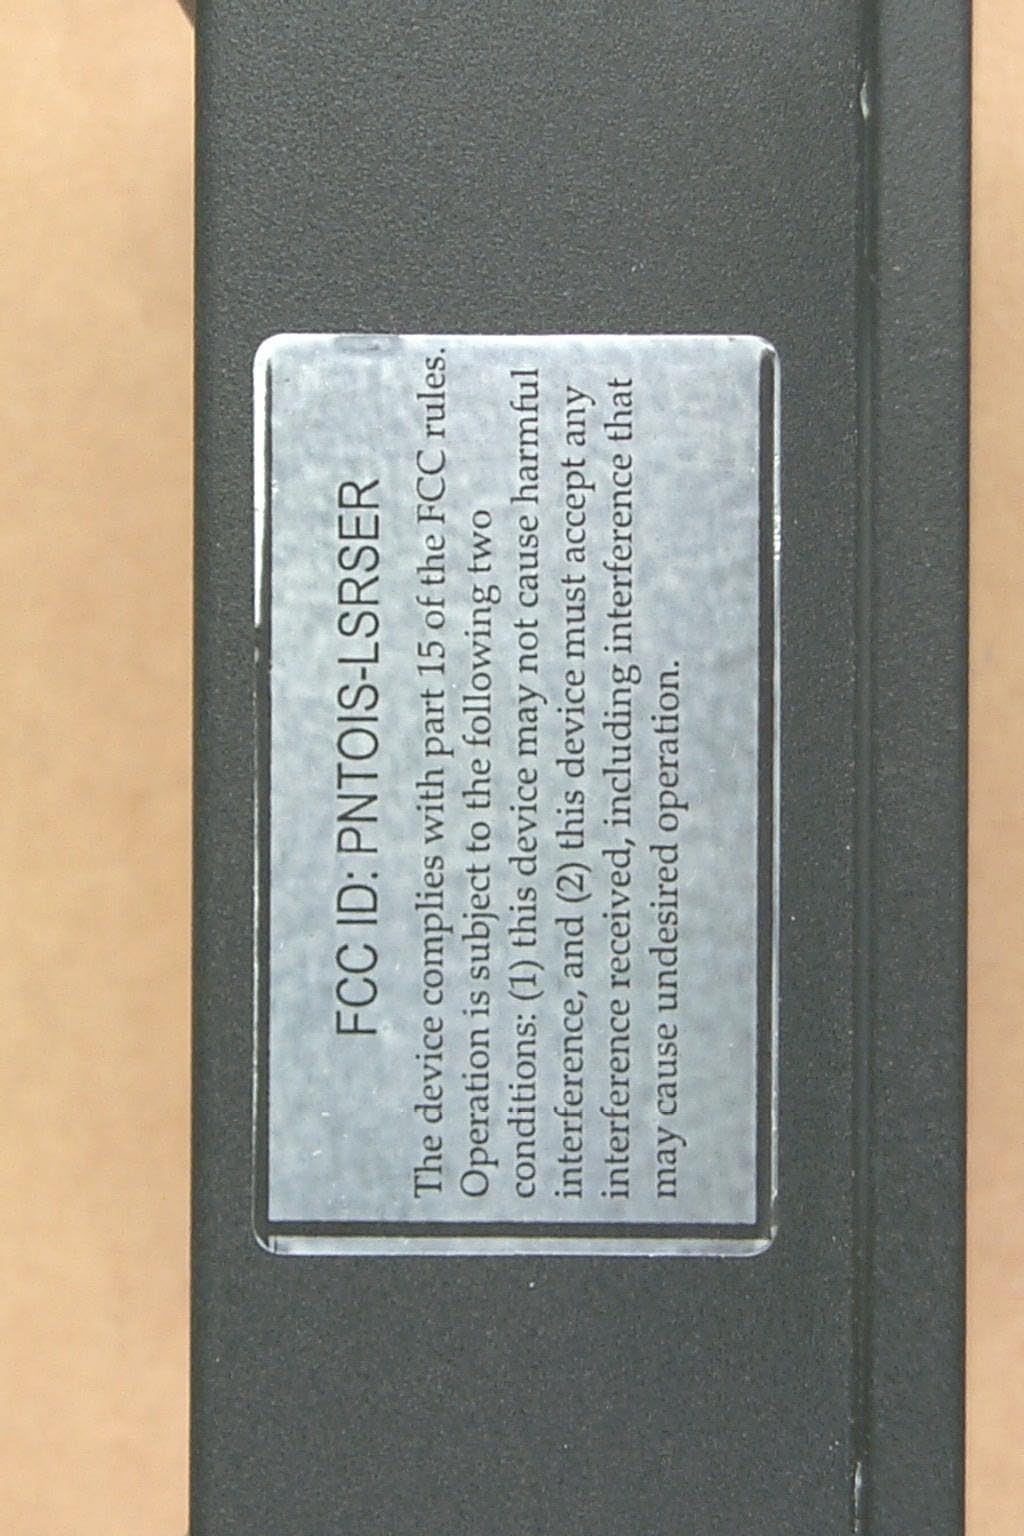 FCC ID: PNTOIS-LSRSER
The device complies with part 15 of the FCC rules.
Operation is subject to the following two
conditions: (1) this device may not cause harmful
interference, and (2) this device must accept any
interference received, including interference that
may cause undesired operation.